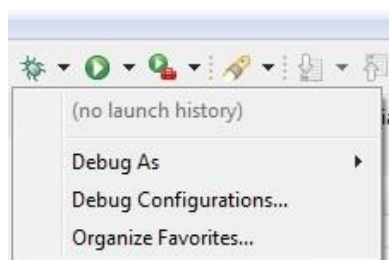 (no launch history)
Debug As
Debug Configurations...
Organize Favorites...